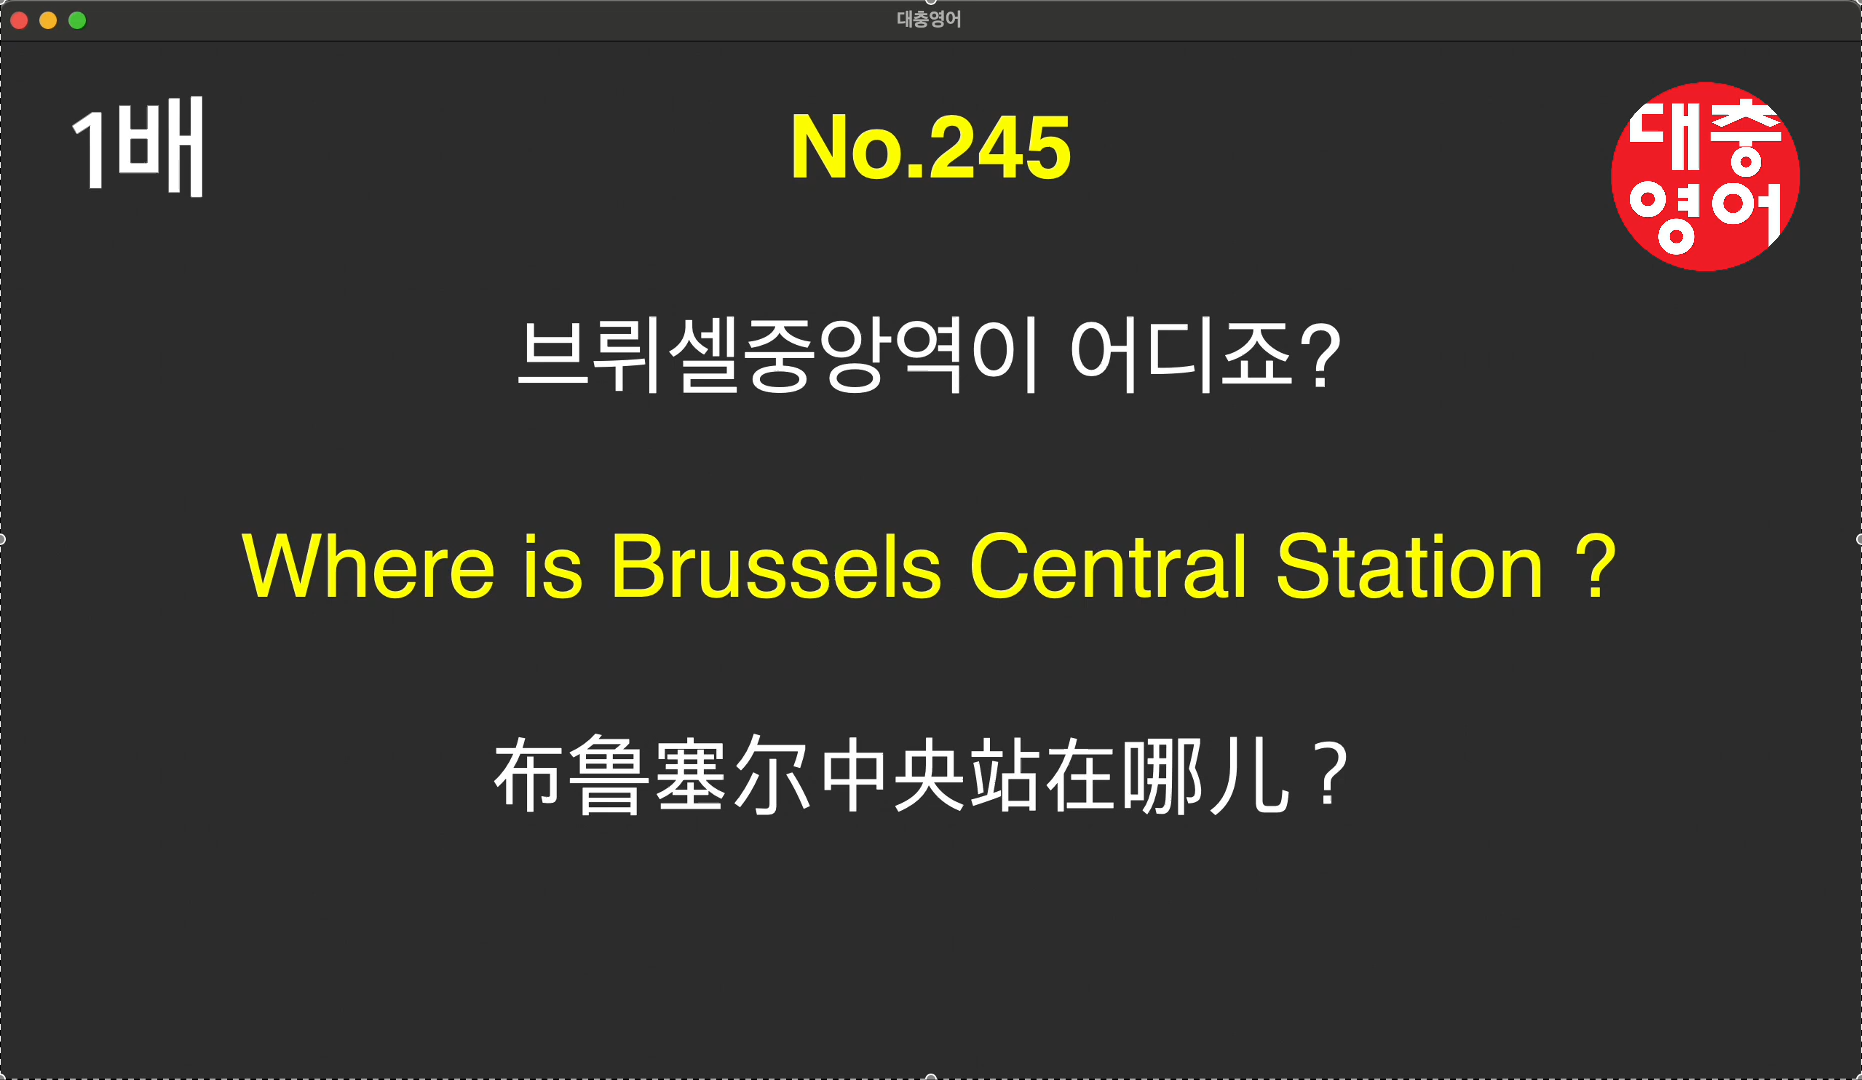 대충영어
1배
No.245
대충
영어
브뤼셀중앙역이 어디죠?
Where is Brussels Central Station ?
布鲁塞尔中央站在哪儿？